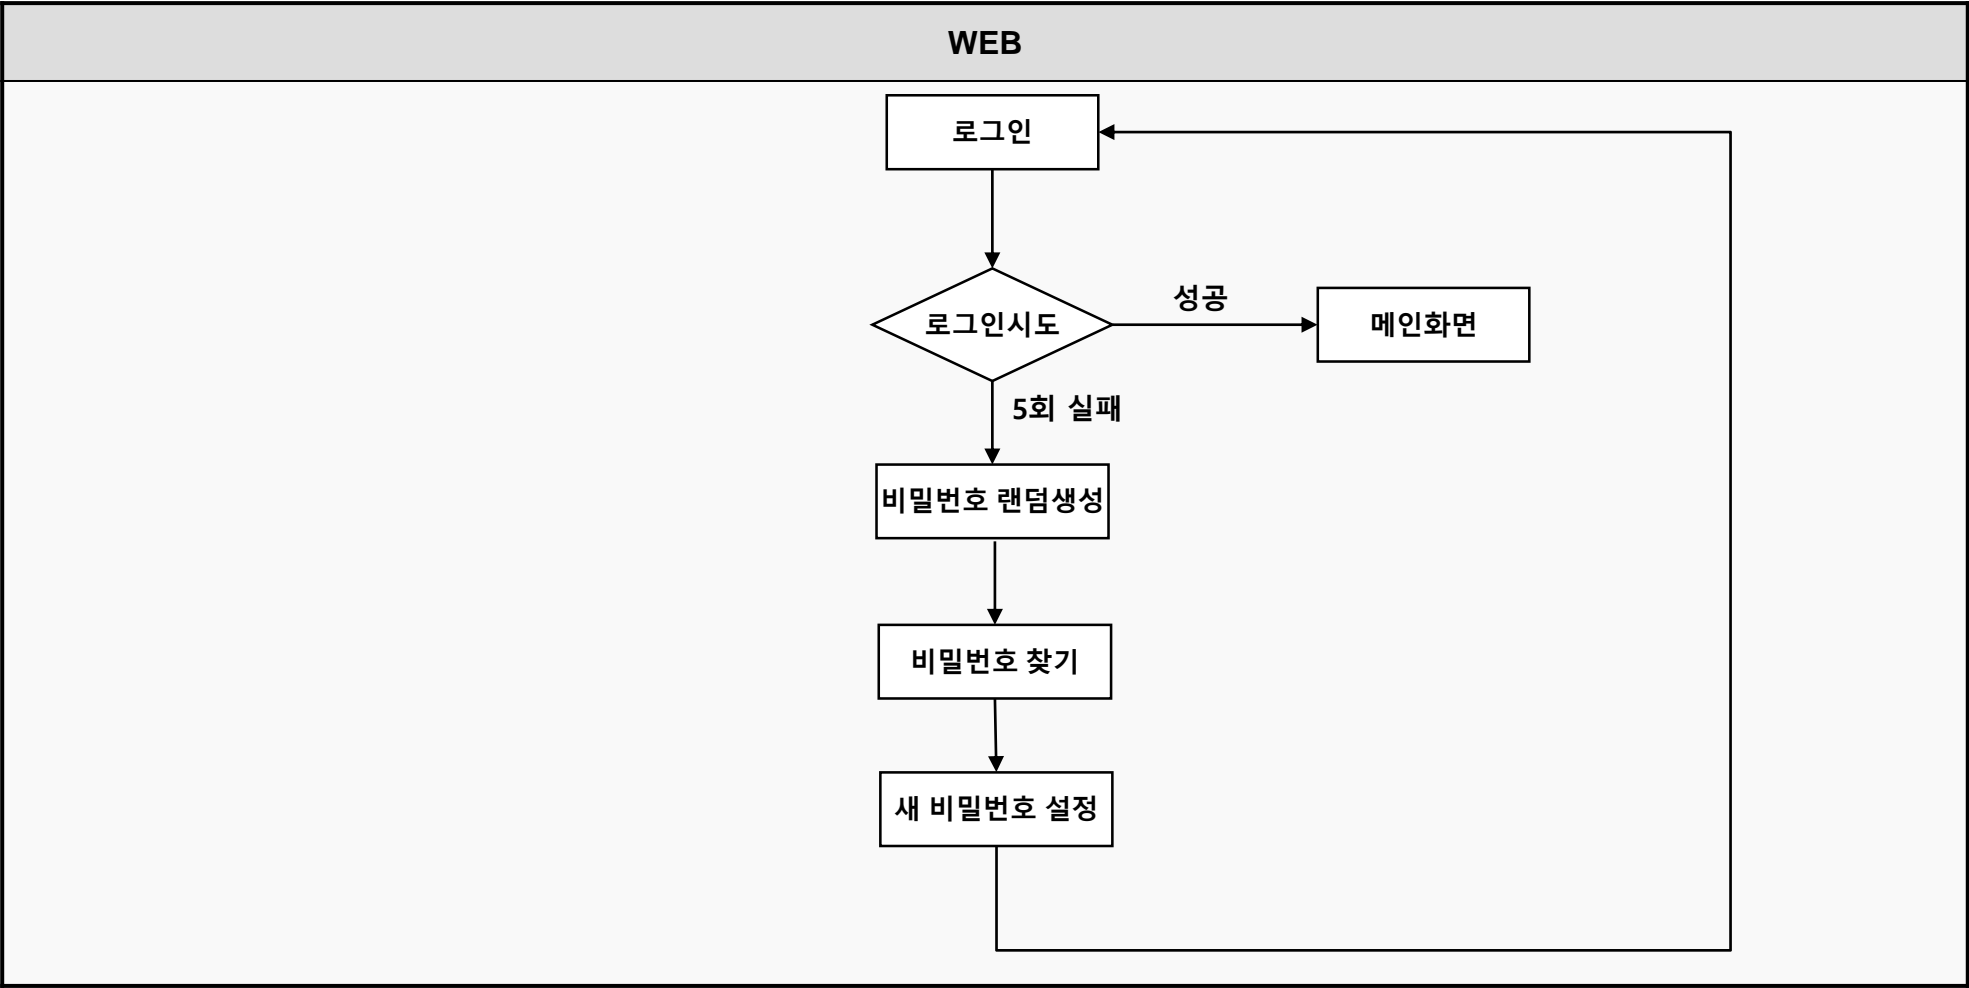 WEB
로그인
로그인시도
성공
메인화면
5회 실패
비밀번호 랜덤생성
비밀번호 찾기
새 비밀번호 설정